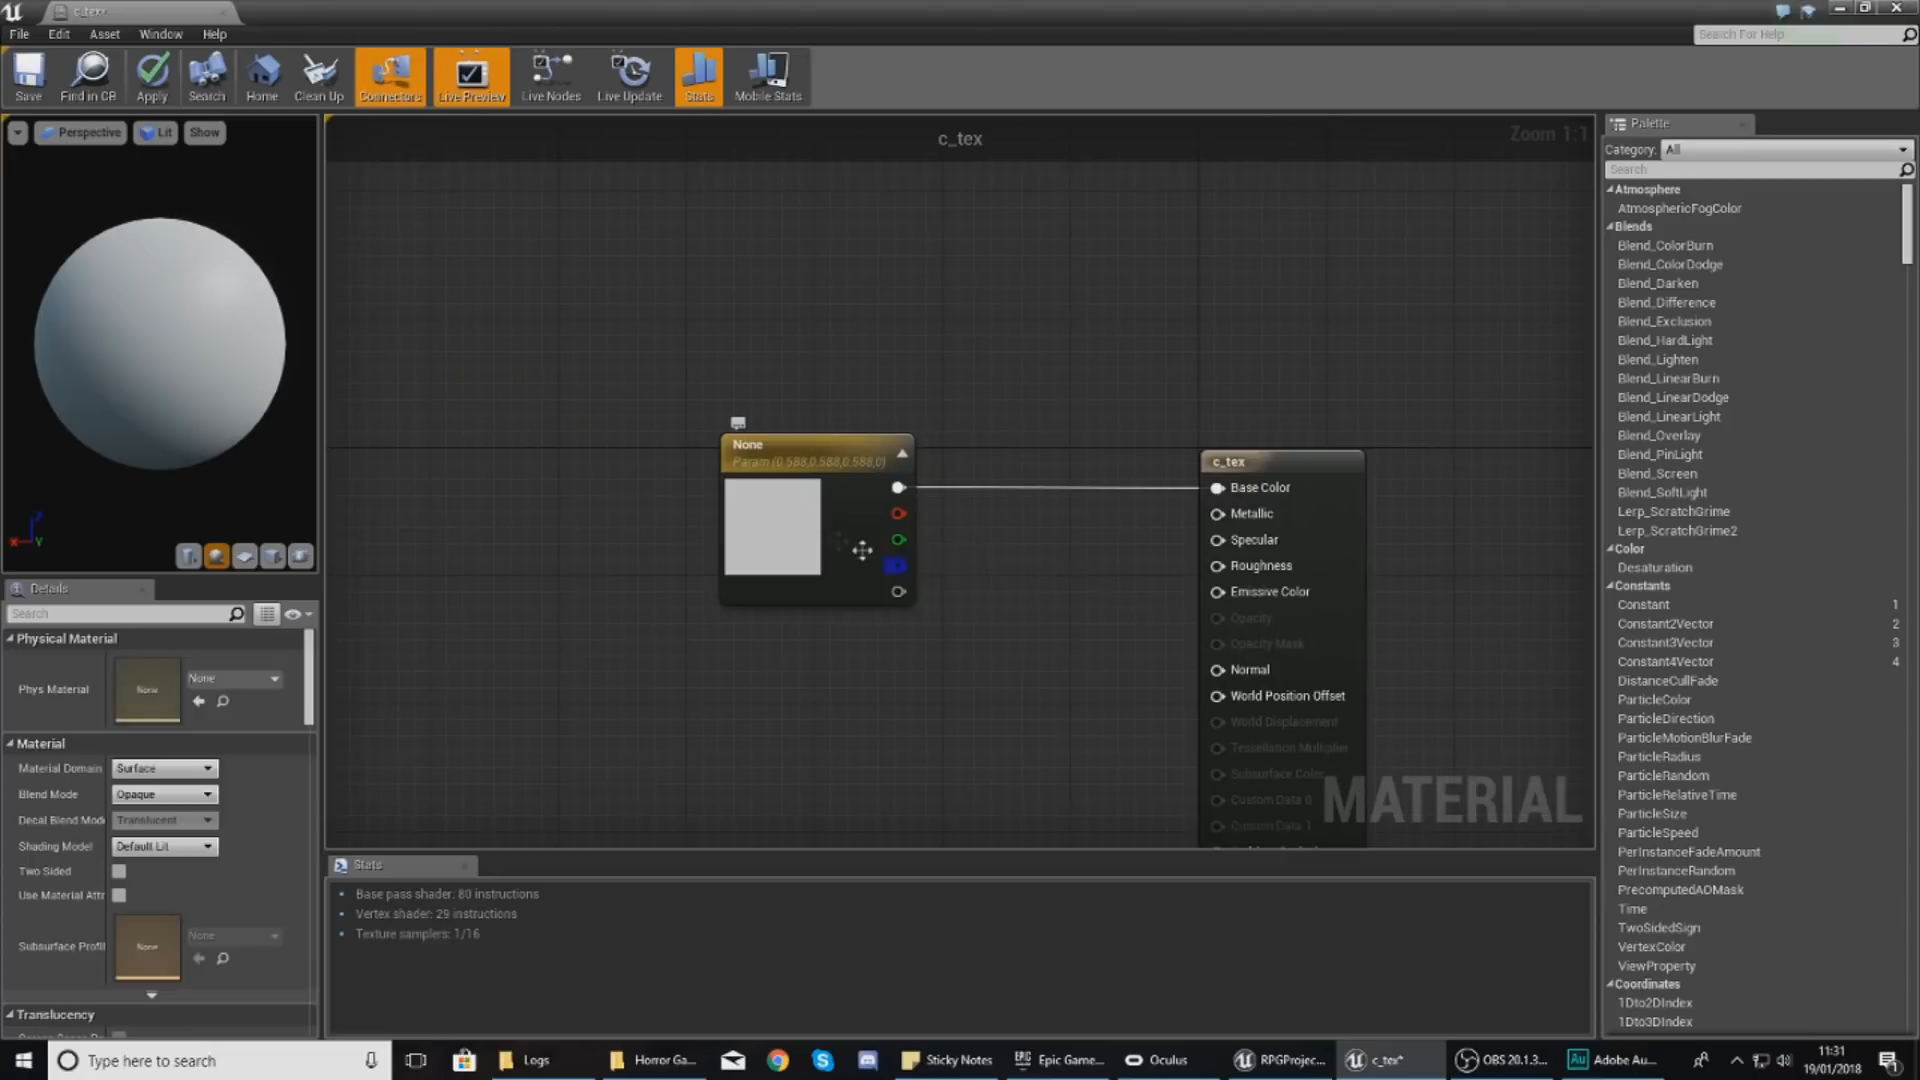 c_tex*
File Edit Asset Window Help
Search For Help
Save Find in CB Apply Search Home Clean Up Connectors Live Preview Live Nodes Live Update Stats Mobile Stats
Perspective Lit Show
c_tex
Zoom 1:1
Palette
Category: All
Search
Atmosphere
AtmosphericFogColor
Blends
Blend_ColorBurn
Blend_ColorDodge
Blend_Darken
Blend_Difference
Blend_Exclusion
Blend_HardLight
Blend_Lighten
Blend_LinearBurn
Blend_LinearDodge
Blend_LinearLight
Blend_Overlay
Blend_PinLight
Blend_Screen
Blend_SoftLight
Lerp_ScratchGrime
Lerp_ScratchGrime2
Color
Desaturation
Constants
Constant 1
Constant2Vector 2
Constant3Vector 3
Constant4Vector 4
DistanceCullFade
ParticleColor
ParticleDirection
ParticleMotionBlurFade
ParticleRadius
ParticleRandom
ParticleRelativeTime
ParticleSize
ParticleSpeed
PerInstanceFadeAmount
PerInstanceRandom
PrecomputedAOMask
Time
TwoSidedSign
VertexColor
ViewProperty
Coordinates
1Dto2DIndex
1Dto3DIndex
None
Param (0.588,0.588,0.588,0)
c_tex
Base Color
Metallic
Specular
Roughness
Emissive Color
Opacity
Opacity Mask
Normal
World Position Offset
World Displacement
Tessellation Multiplier
Subsurface Color
Custom Data 0
Custom Data 1
MATERIAL
Details
Search
Physical Material
Phys Material None None
Material
Material Domain Surface
Blend Mode Opaque
Decal Blend Mod Translucent
Shading Model Default Lit
Two Sided
Use Material Attr
Subsurface Profil None None
Translucency
Stats
Base pass shader: 80 instructions
Vertex shader: 29 instructions
Texture samplers: 1/16
Type here to search
Logs Horror Ga... Sticky Notes Epic Game... Oculus RPGProjec... c_tex* OBS 20.1.3... Adobe Au...
11:31
19/01/2018